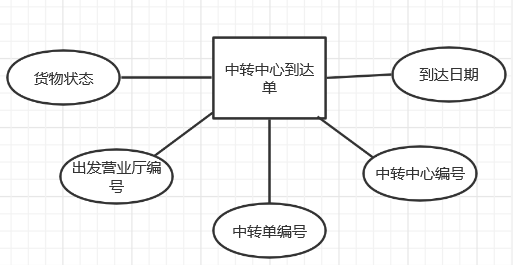 中转中心到达
单
货物状态
到达日期
出发营业厅编
号
中转中心编号
中转单编号